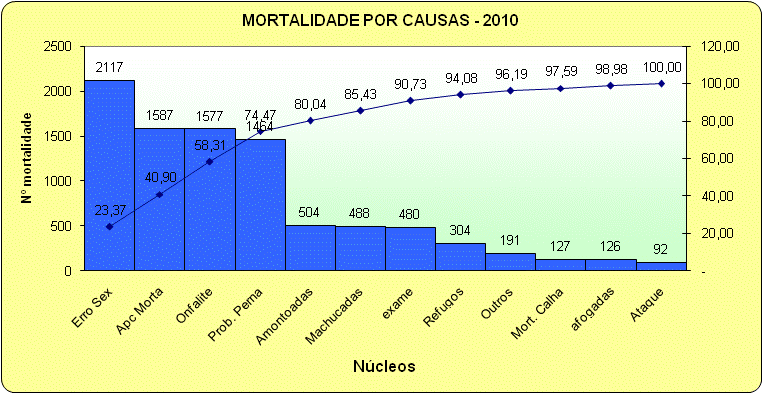 MORTALIDADE POR CAUSAS - 2010
Nº mortalidade
2500
2000
1500
1000
500
0
120,00
100,00
80,00
60,00
40,00
20,00
-
2117
1587
1577
1464
504
488
480
304
191
127
126
92
23,37
40,90
58,31
74,47
80,04
85,43
90,73
94,08
96,19
97,59
98,98
100,00
Erro Sex
Apc Morta
Onfalite
Prob. Perna
Amontoadas
Machucadas
exame
Refugos
Outros
Mort. Calha
afogadas
Ataque
Núcleos